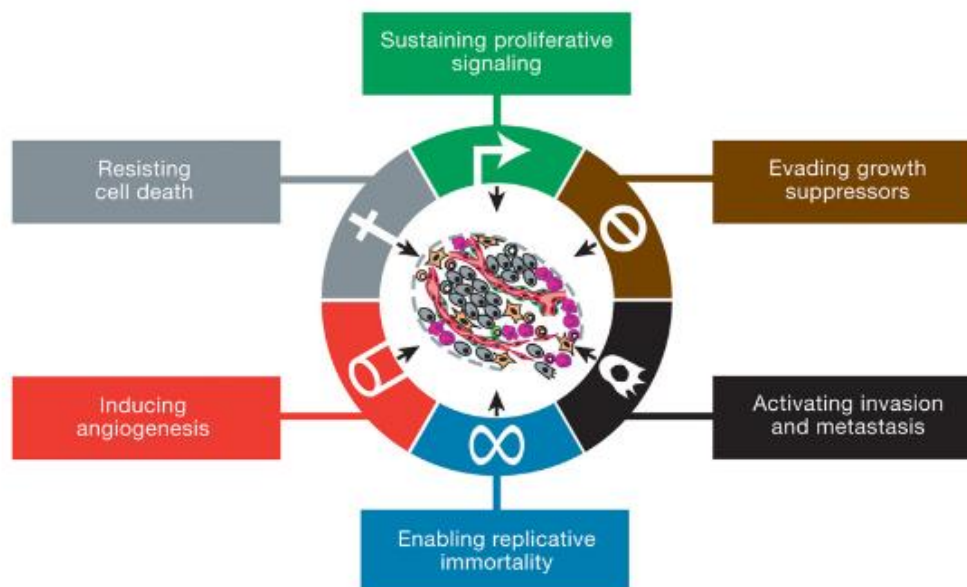 Sustaining proliferative
signaling
Resisting
cell death
Evading growth
suppressors
Inducing
angiogenesis
Activating invasion
and metastasis
Enabling replicative
immortality